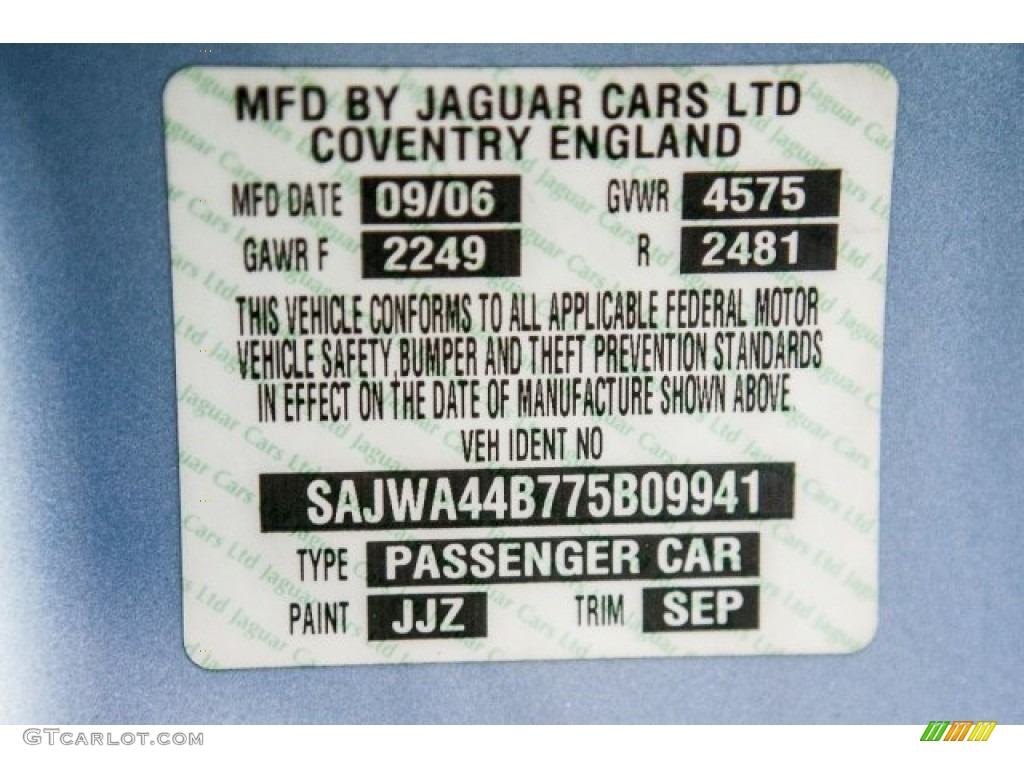 MFD BY JAGUAR CARS LTD
COVENTRY ENGLAND
MFD DATE 09/06 GVWR 4575
GAWR F 2249 R 2481
THIS VEHICLE CONFORMS TO ALL APPLICABLE FEDERAL MOTOR
VEHICLE SAFETY, BUMPER AND THEFT PREVENTION STANDARDS
IN EFFECT ON THE DATE OF MANUFACTURE SHOWN ABOVE.
VEH IDENT NO
SAJWA44B775B09941
TYPE PASSENGER CAR
PAINT JJZ TRIM SEP
GTCARLOT.COM